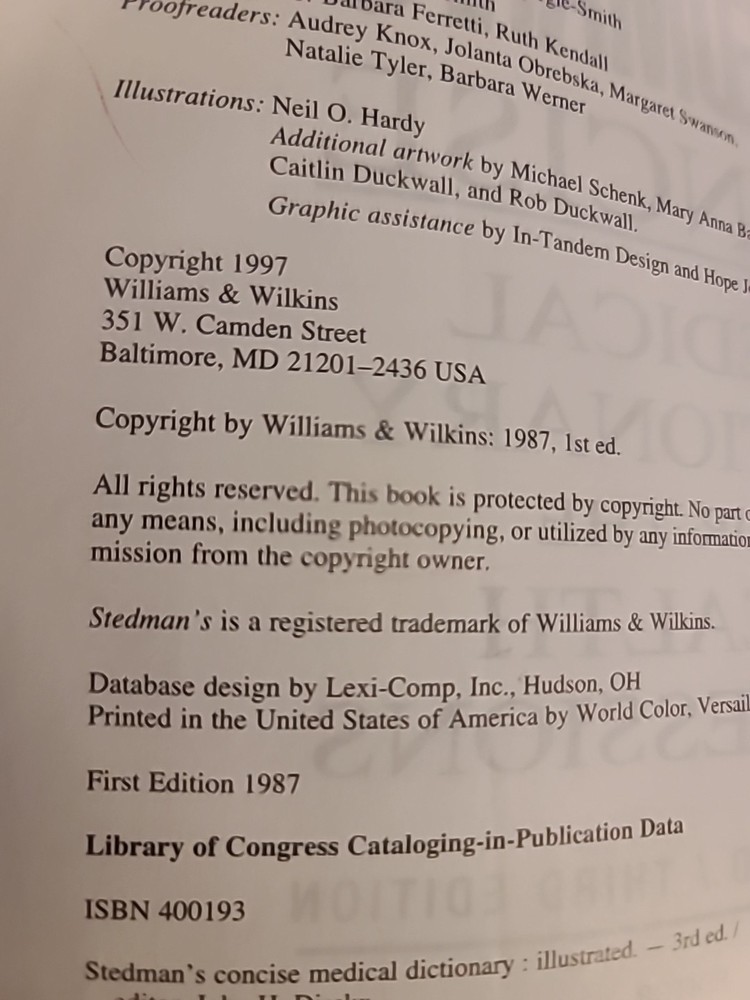 Barbara Ferretti, Ruth Kendall
Proofreaders: Audrey Knox, Jolanta Obrebska, Margaret Swanson,
Natalie Tyler, Barbara Werner
Illustrations: Neil O. Hardy
Additional artwork by Michael Schenk, Mary Anna
Caitlin Duckwall, and Rob Duckwall.
Graphic assistance by In-Tandem Design and Hope
Copyright 1997
Williams & Wilkins
351 W. Camden Street
Baltimore, MD 21201–2436 USA
Copyright by Williams & Wilkins: 1987, 1st ed.
All rights reserved. This book is protected by copyright. No part
any means, including photocopying, or utilized by any information
mission from the copyright owner.
Stedman's is a registered trademark of Williams & Wilkins.
Database design by Lexi-Comp, Inc., Hudson, OH
Printed in the United States of America by World Color, Versail
First Edition 1987
Library of Congress Cataloging-in-Publication Data
ISBN 400193
Stedman's concise medical dictionary : illustrated. — 3rd ed. /